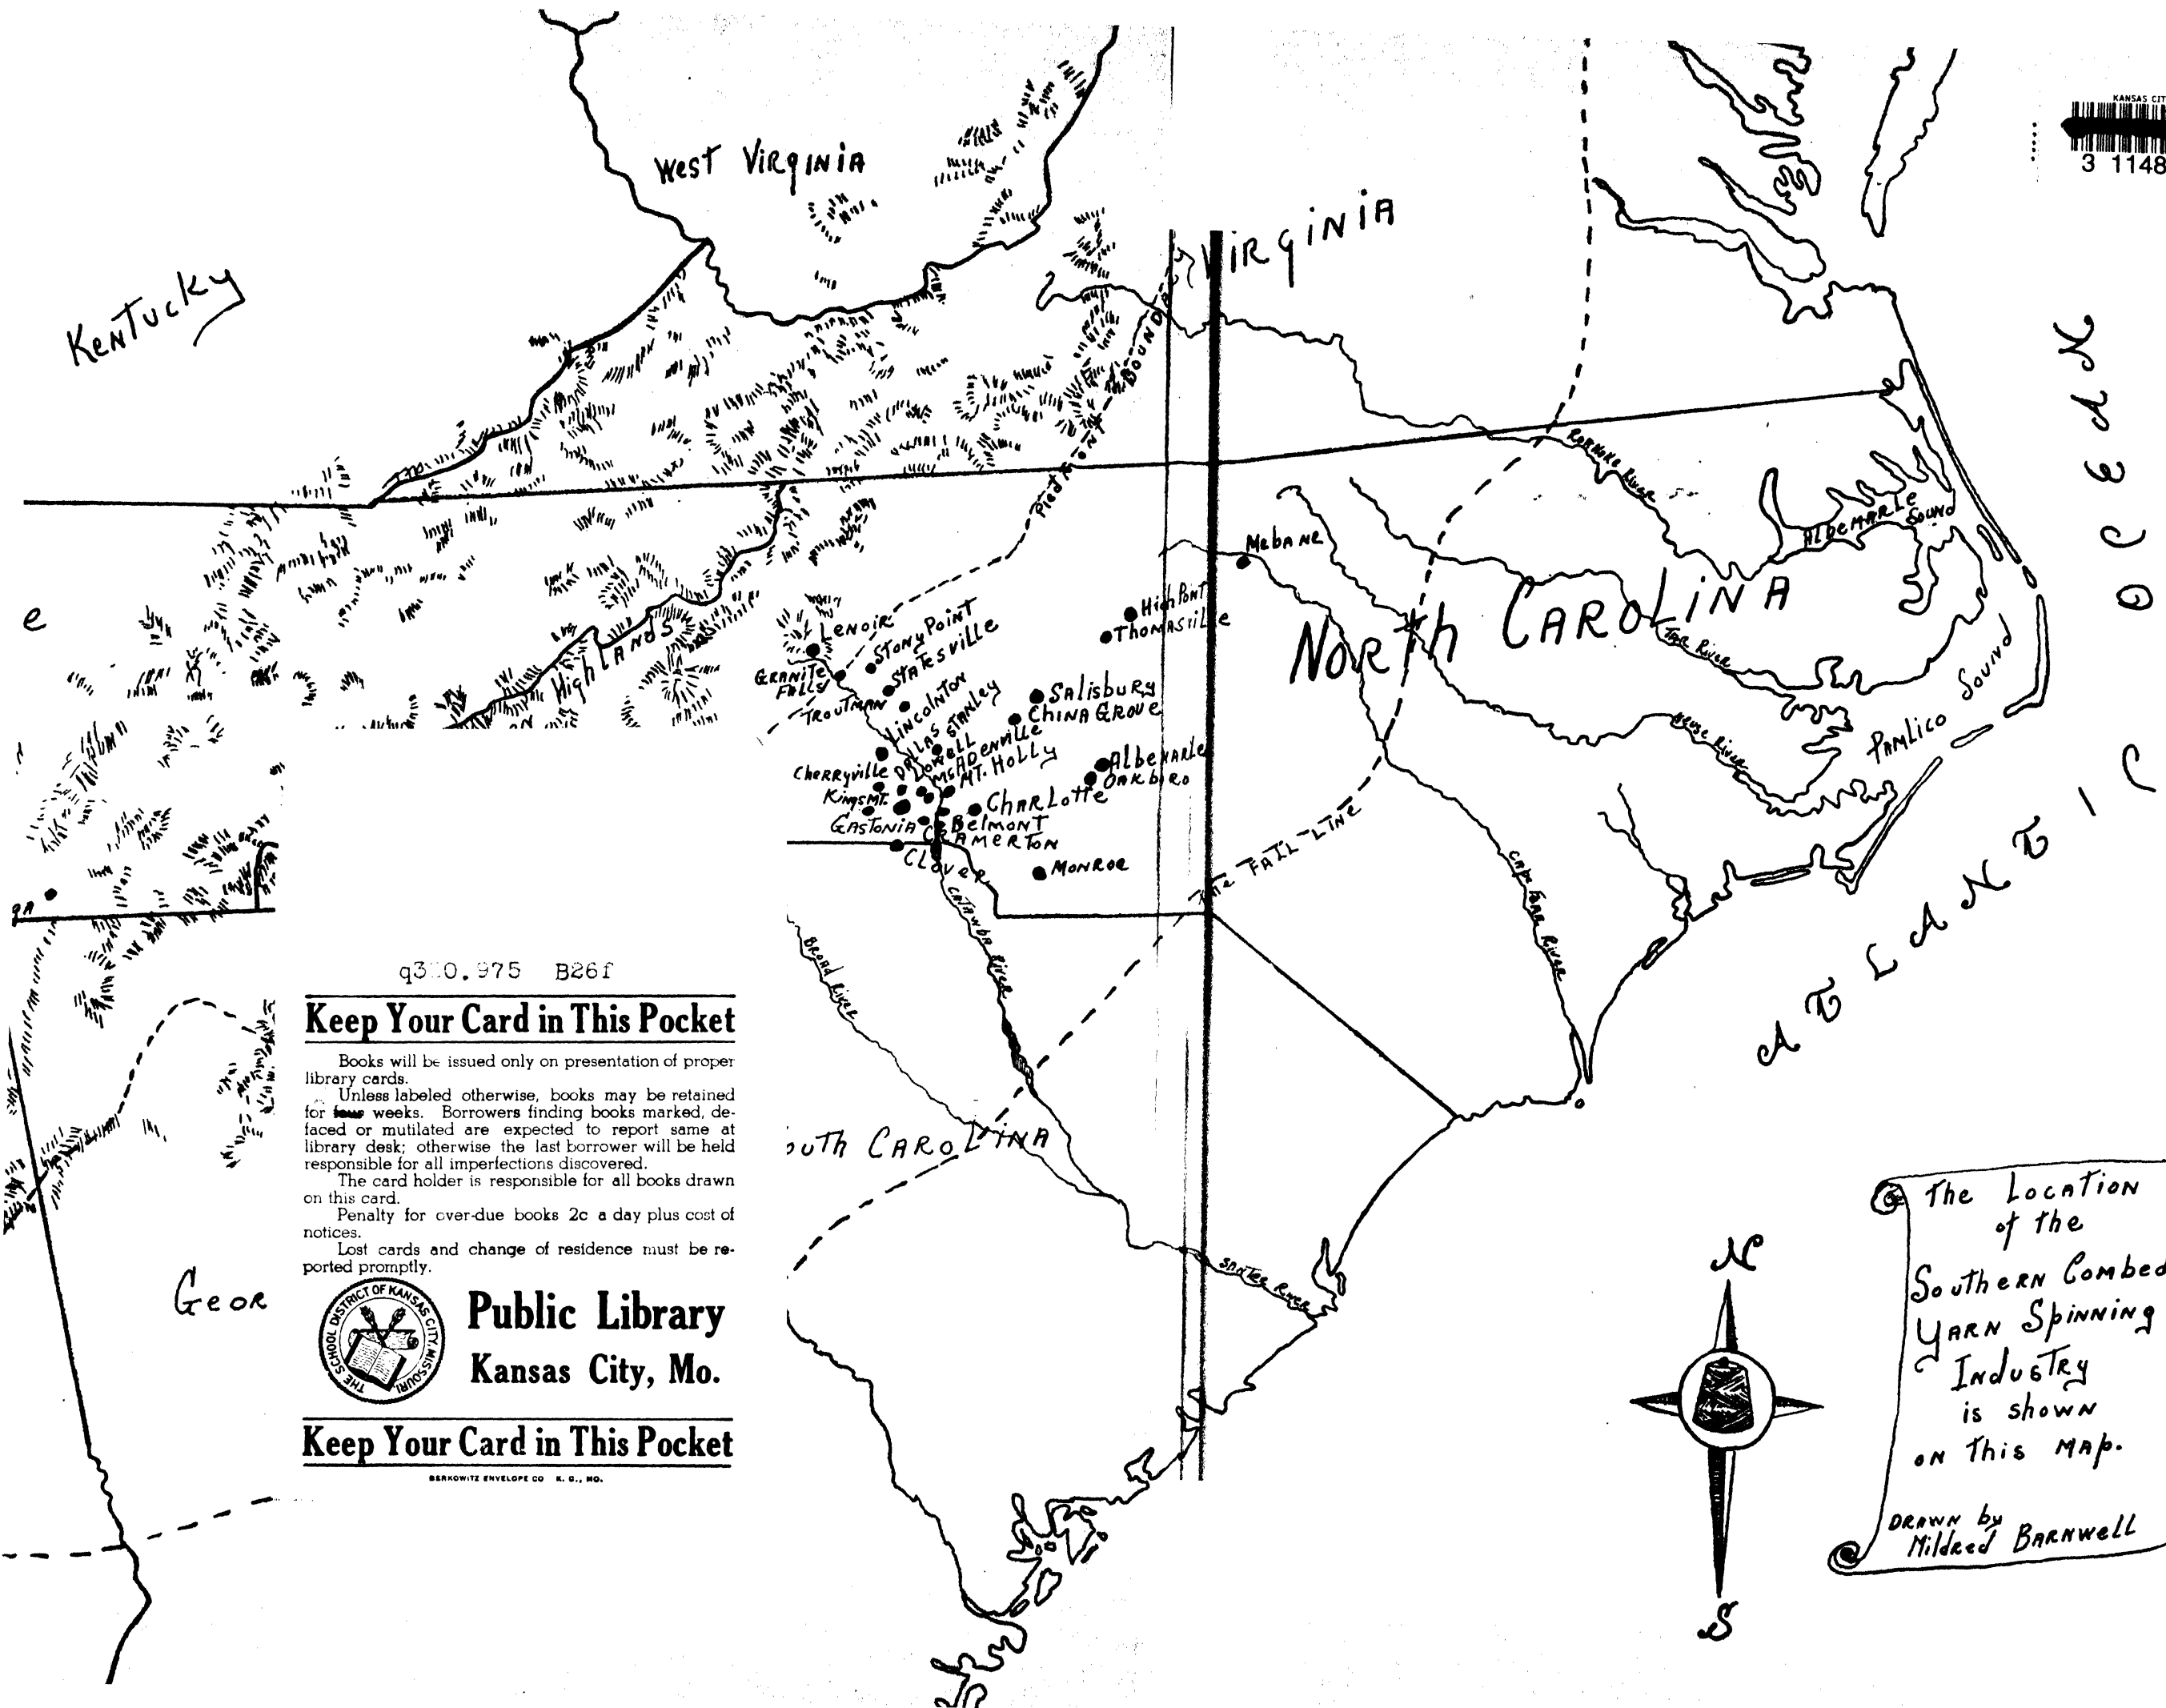 KANSAS CIT
3 1148
West Virginia
Virginia
Kentucky
Piedmont
Bound
Roanoke River
Albemarle
Sound
Mebane
North Carolina
High Point
Thomasville
Tar River
e
Highlands
Lenoir
Stony Point
Statesville
Granite
Falls
Troutman
Lincolnton
Dallas
Stanley
Lowell
McAdenville
Mt. Holly
Salisbury
China Grove
Albemarle
Oakboro
Cherryville
Kings Mt.
Gastonia
Charlotte
Belmont
Cramerton
Clover
Monroe
Neuse River
Pamlico Sound
The Fall Line
Cape Fear River
Catawba River
Broad River
ga
ATLANTIC OCEAN
q3 0.975 B26f
Keep Your Card in This Pocket
Books will be issued only on presentation of proper
library cards.
Unless labeled otherwise, books may be retained
for four weeks. Borrowers finding books marked, de-
faced or mutilated are expected to report same at
library desk; otherwise the last borrower will be held
responsible for all imperfections discovered.
The card holder is responsible for all books drawn
on this card.
Penalty for over-due books 2c a day plus cost of
notices.
Lost cards and change of residence must be re-
ported promptly.
THE SCHOOL DISTRICT OF KANSAS CITY, MISSOURI
Public Library
Kansas City, Mo.
Keep Your Card in This Pocket
BERKOWITZ ENVELOPE CO K. C., MO.
Geor
outh Carolina
Santee River
N
S
The Location
of the
Southern Combed
Yarn Spinning
Industry
is shown
on this map.
Drawn by
Mildred Barnwell